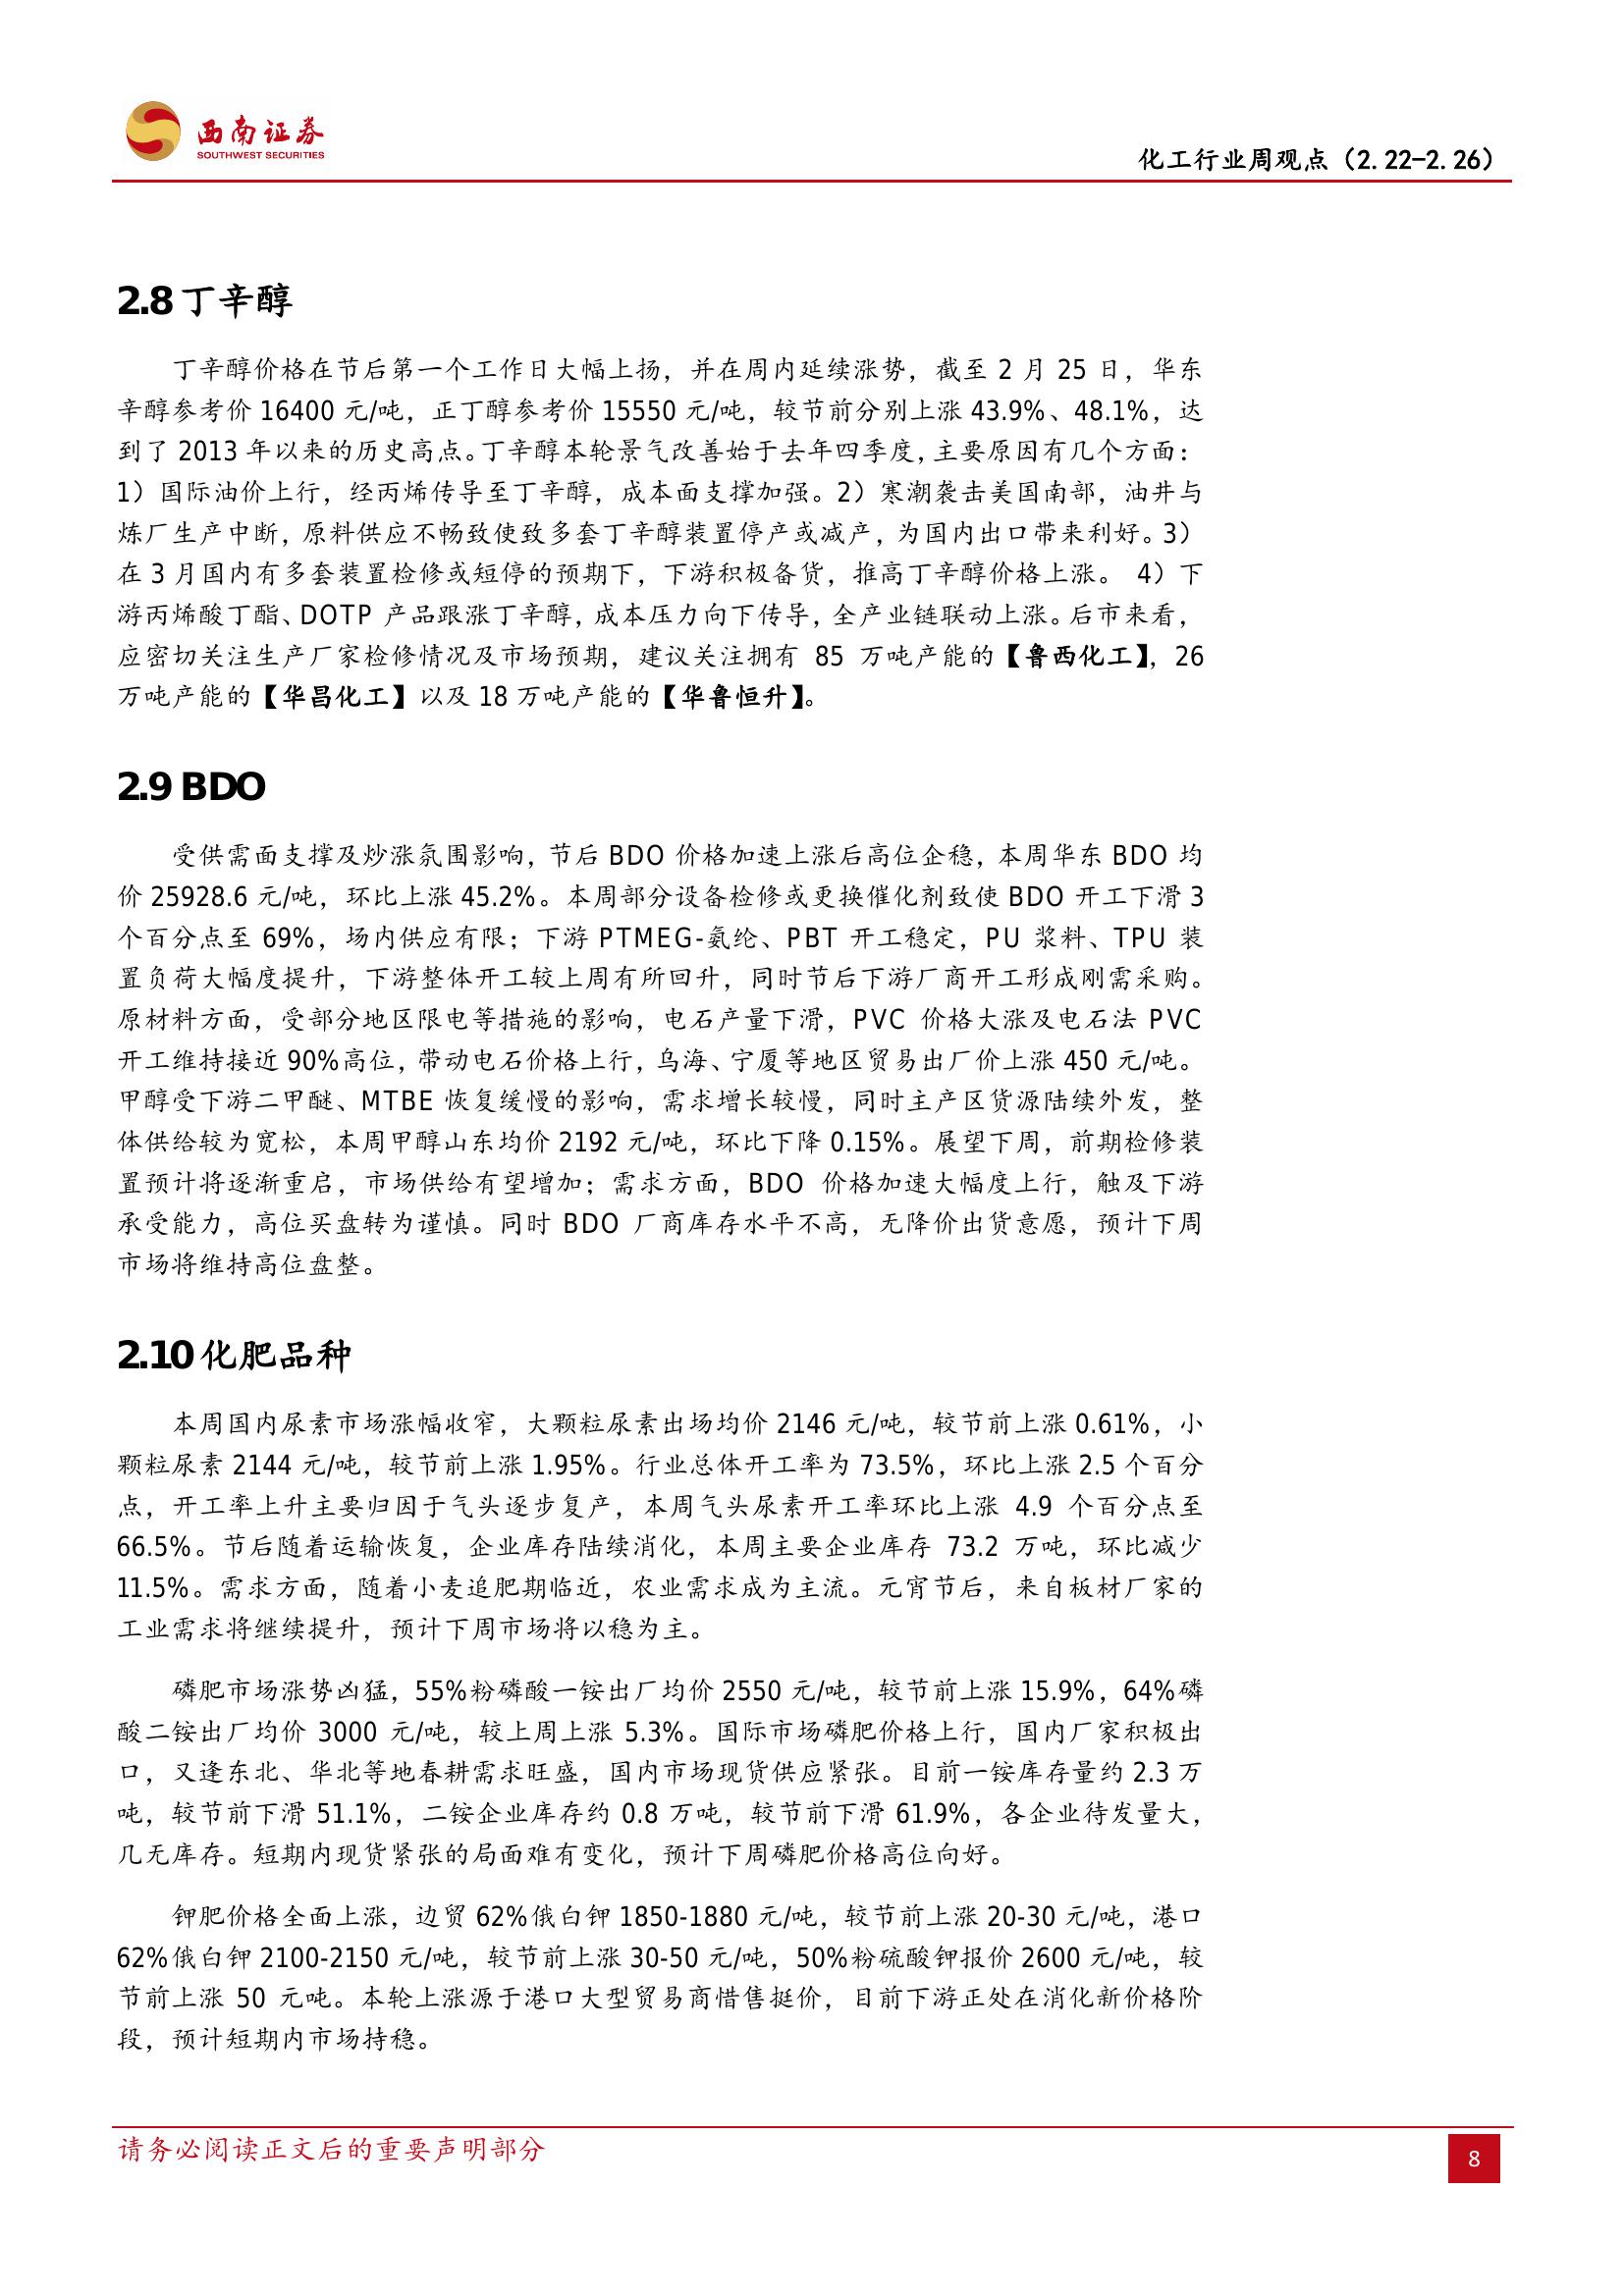 西南证券
SOUTHWEST SECURITIES
化工行业周观点（2.22-2.26）
2.8 丁辛醇
丁辛醇价格在节后第一个工作日大幅上扬，并在周内延续涨势，截至 2 月 25 日，华东
辛醇参考价 16400 元/吨，正丁醇参考价 15550 元/吨，较节前分别上涨 43.9%、48.1%，达
到了 2013 年以来的历史高点。丁辛醇本轮景气改善始于去年四季度，主要原因有几个方面：
1）国际油价上行，经丙烯传导至丁辛醇，成本面支撑加强。2）寒潮袭击美国南部，油井与
炼厂生产中断，原料供应不畅致使致多套丁辛醇装置停产或减产，为国内出口带来利好。3）
在 3 月国内有多套装置检修或短停的预期下，下游积极备货，推高丁辛醇价格上涨。 4）下
游丙烯酸丁酯、DOTP 产品跟涨丁辛醇，成本压力向下传导，全产业链联动上涨。后市来看，
应密切关注生产厂家检修情况及市场预期，建议关注拥有 85 万吨产能的【鲁西化工】，26
万吨产能的【华昌化工】以及 18 万吨产能的【华鲁恒升】。
2.9 BDO
受供需面支撑及炒涨氛围影响，节后 BDO 价格加速上涨后高位企稳，本周华东 BDO 均
价 25928.6 元/吨，环比上涨 45.2%。本周部分设备检修或更换催化剂致使 BDO 开工下滑 3
个百分点至 69%，场内供应有限；下游 PTMEG-氨纶、PBT 开工稳定，PU 浆料、TPU 装
置负荷大幅度提升，下游整体开工较上周有所回升，同时节后下游厂商开工形成刚需采购。
原材料方面，受部分地区限电等措施的影响，电石产量下滑，PVC 价格大涨及电石法 PVC
开工维持接近 90%高位，带动电石价格上行，乌海、宁厦等地区贸易出厂价上涨 450 元/吨。
甲醇受下游二甲醚、MTBE 恢复缓慢的影响，需求增长较慢，同时主产区货源陆续外发，整
体供给较为宽松，本周甲醇山东均价 2192 元/吨，环比下降 0.15%。展望下周，前期检修装
置预计将逐渐重启，市场供给有望增加；需求方面，BDO 价格加速大幅度上行，触及下游
承受能力，高位买盘转为谨慎。同时 BDO 厂商库存水平不高，无降价出货意愿，预计下周
市场将维持高位盘整。
2.10 化肥品种
本周国内尿素市场涨幅收窄，大颗粒尿素出场均价 2146 元/吨，较节前上涨 0.61%，小
颗粒尿素 2144 元/吨，较节前上涨 1.95%。行业总体开工率为 73.5%，环比上涨 2.5 个百分
点，开工率上升主要归因于气头逐步复产，本周气头尿素开工率环比上涨 4.9 个百分点至
66.5%。节后随着运输恢复，企业库存陆续消化，本周主要企业库存 73.2 万吨，环比减少
11.5%。需求方面，随着小麦追肥期临近，农业需求成为主流。元宵节后，来自板材厂家的
工业需求将继续提升，预计下周市场将以稳为主。
磷肥市场涨势凶猛，55%粉磷酸一铵出厂均价 2550 元/吨，较节前上涨 15.9%，64%磷
酸二铵出厂均价 3000 元/吨，较上周上涨 5.3%。国际市场磷肥价格上行，国内厂家积极出
口，又逢东北、华北等地春耕需求旺盛，国内市场现货供应紧张。目前一铵库存量约 2.3 万
吨，较节前下滑 51.1%，二铵企业库存约 0.8 万吨，较节前下滑 61.9%，各企业待发量大，
几无库存。短期内现货紧张的局面难有变化，预计下周磷肥价格高位向好。
钾肥价格全面上涨，边贸 62%俄白钾 1850-1880 元/吨，较节前上涨 20-30 元/吨，港口
62%俄白钾 2100-2150 元/吨，较节前上涨 30-50 元/吨，50%粉硫酸钾报价 2600 元/吨，较
节前上涨 50 元吨。本轮上涨源于港口大型贸易商惜售挺价，目前下游正处在消化新价格阶
段，预计短期内市场持稳。
请务必阅读正文后的重要声明部分
8